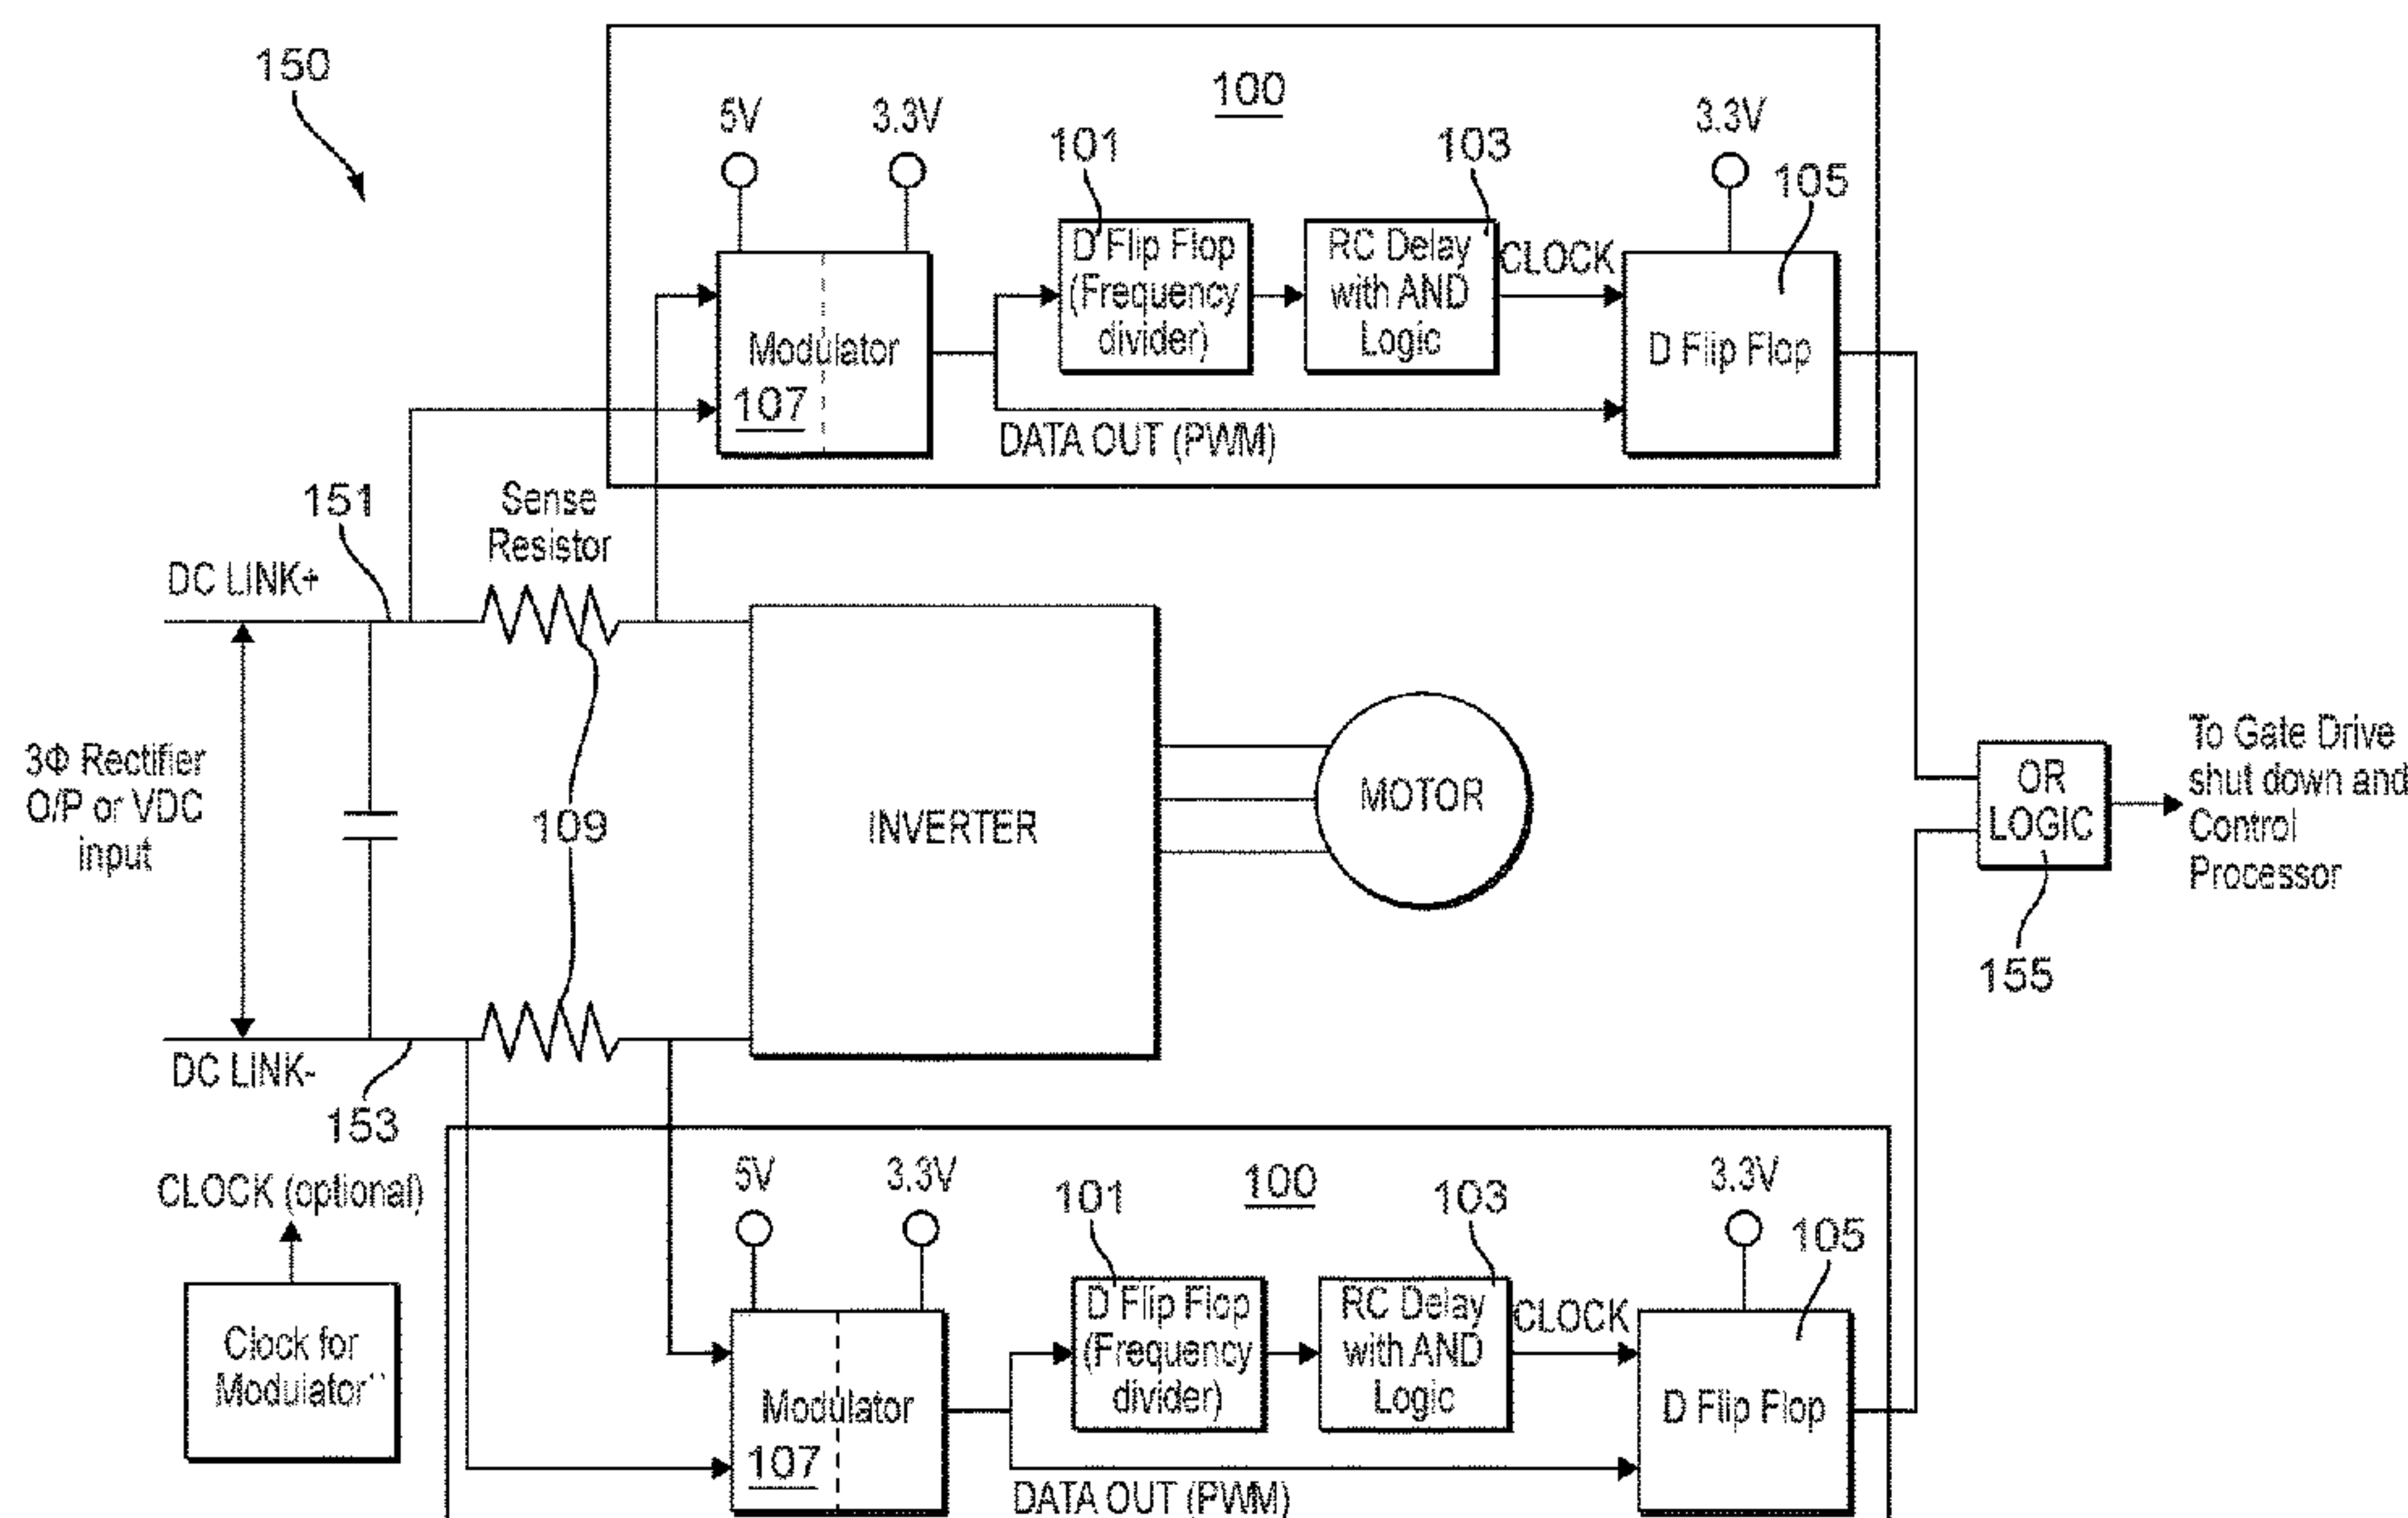 150
100
5V
3.3V
101
103
3.3V
105
D Flip Flop
(Frequency
divider)
RC Delay
with AND
Logic
CLOCK
D Flip Flop
Modulator
107
DATA OUT (PWM)
151
Sense
Resistor
DC LINK+
3Φ Rectifier
O/P or VDC
input
109
INVERTER
MOTOR
OR
LOGIC
155
To Gate Drive
shut down and
Control
Processor
DC LINK-
153
CLOCK (optional)
Clock for
Modulator"
5V
3.3V
101
100
103
3.3V
105
D Flip Flop
(Frequency
divider)
RC Delay
with AND
Logic
CLOCK
D Flip Flop
Modulator
107
DATA OUT (PWM)